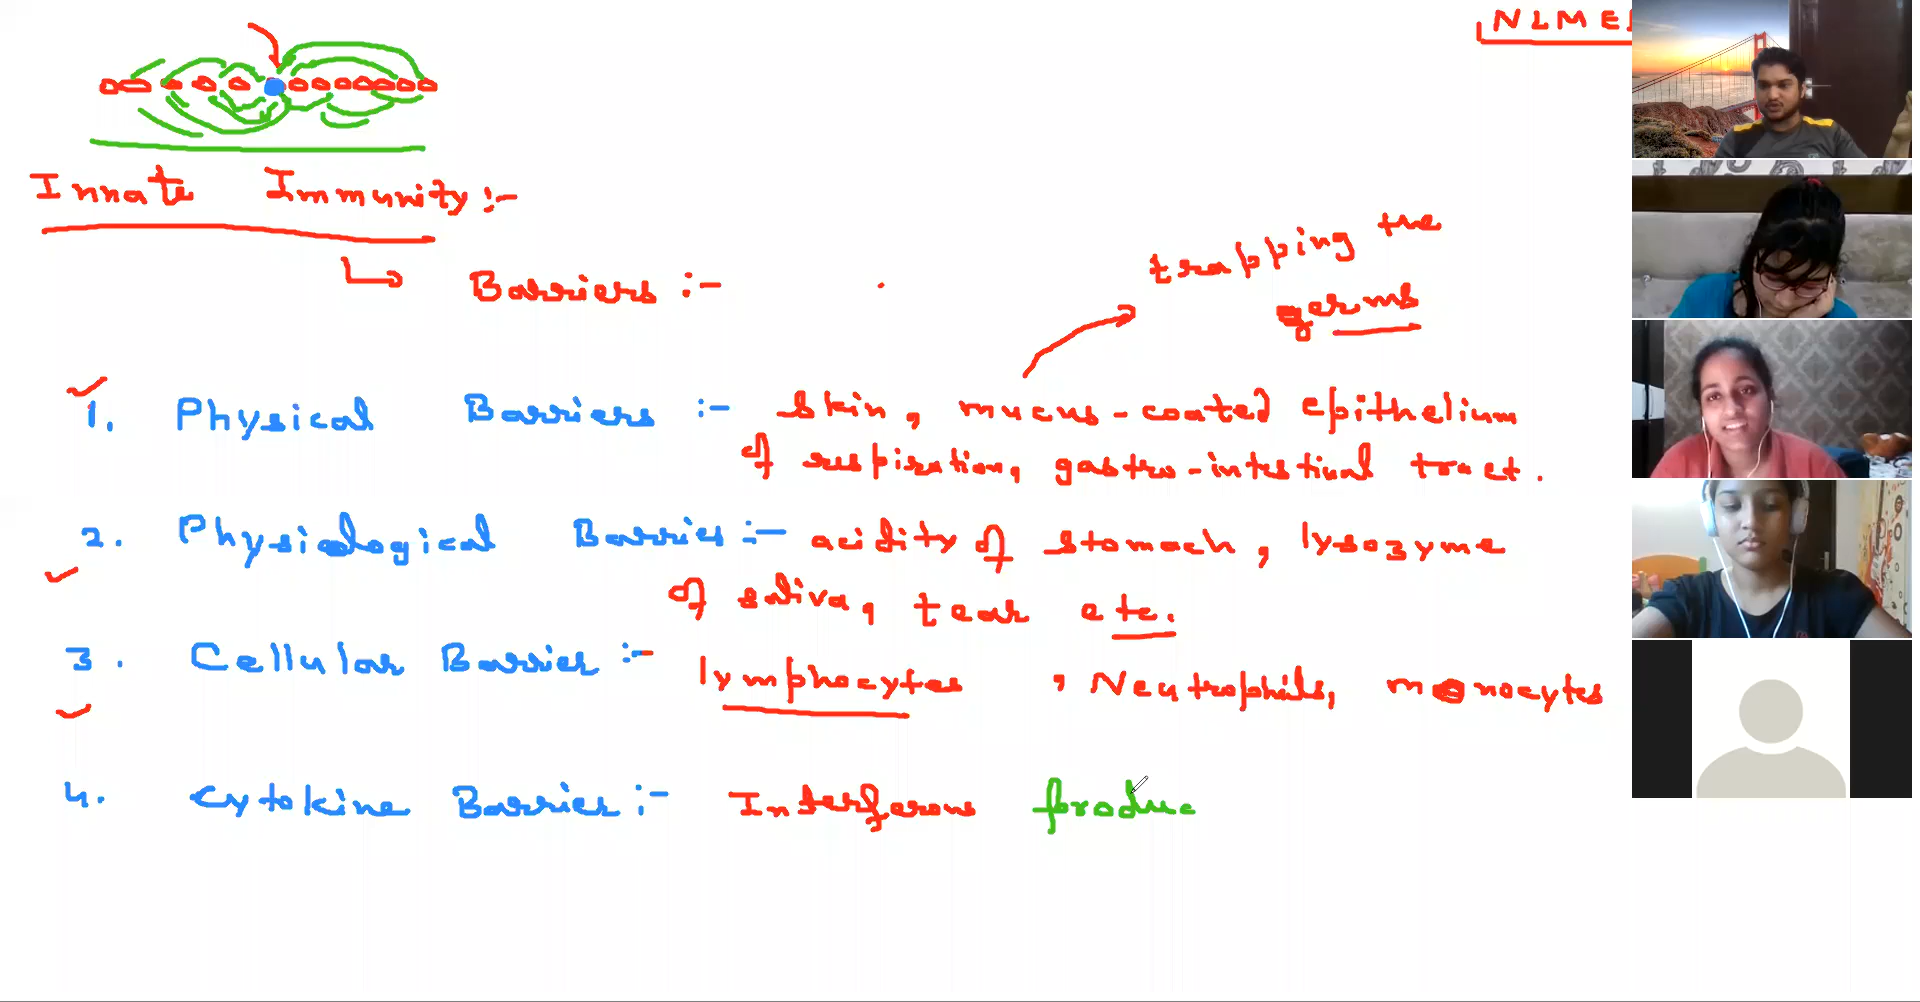 NLME
Innate Immunity :-
Barriers :-
trapping the
germs
1. Physical Barriers :- skin, mucus-coated epithelium
of respiration, gastro-intestinal tract.
2. Physiological Barrier :- acidity of stomach, lysozyme
of saliva, tear etc.
3. Cellular Barrier :- lymphocytes , Neutrophils, monocytes
4. Cytokine Barrier :- Interferons produc